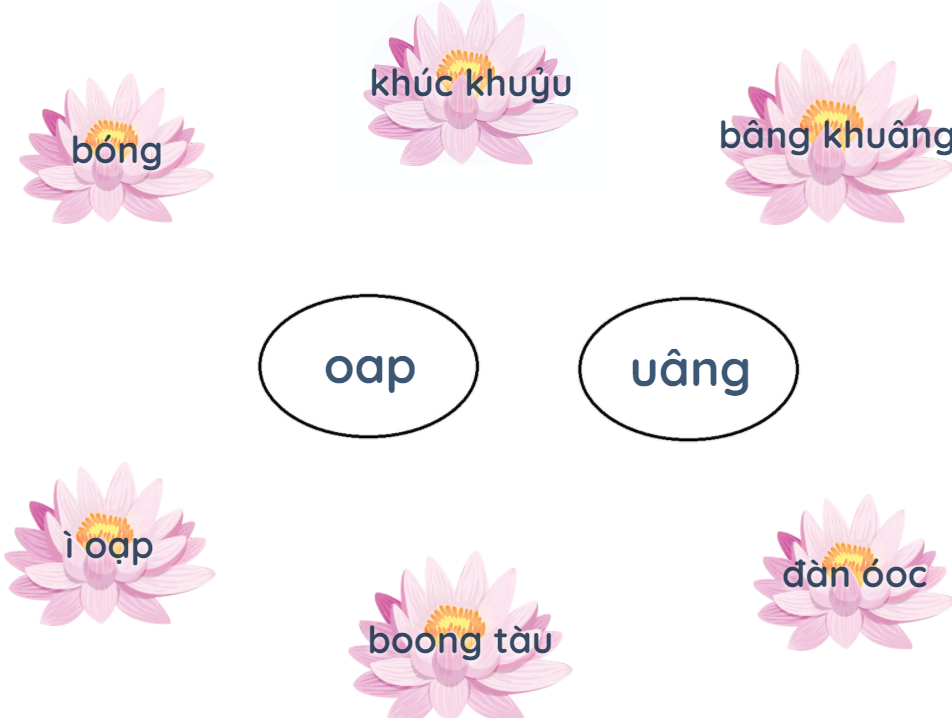 khúc khuỷu
bóng
bâng khuâng
oap
uâng
ì oạp
đàn óoc
boong tàu